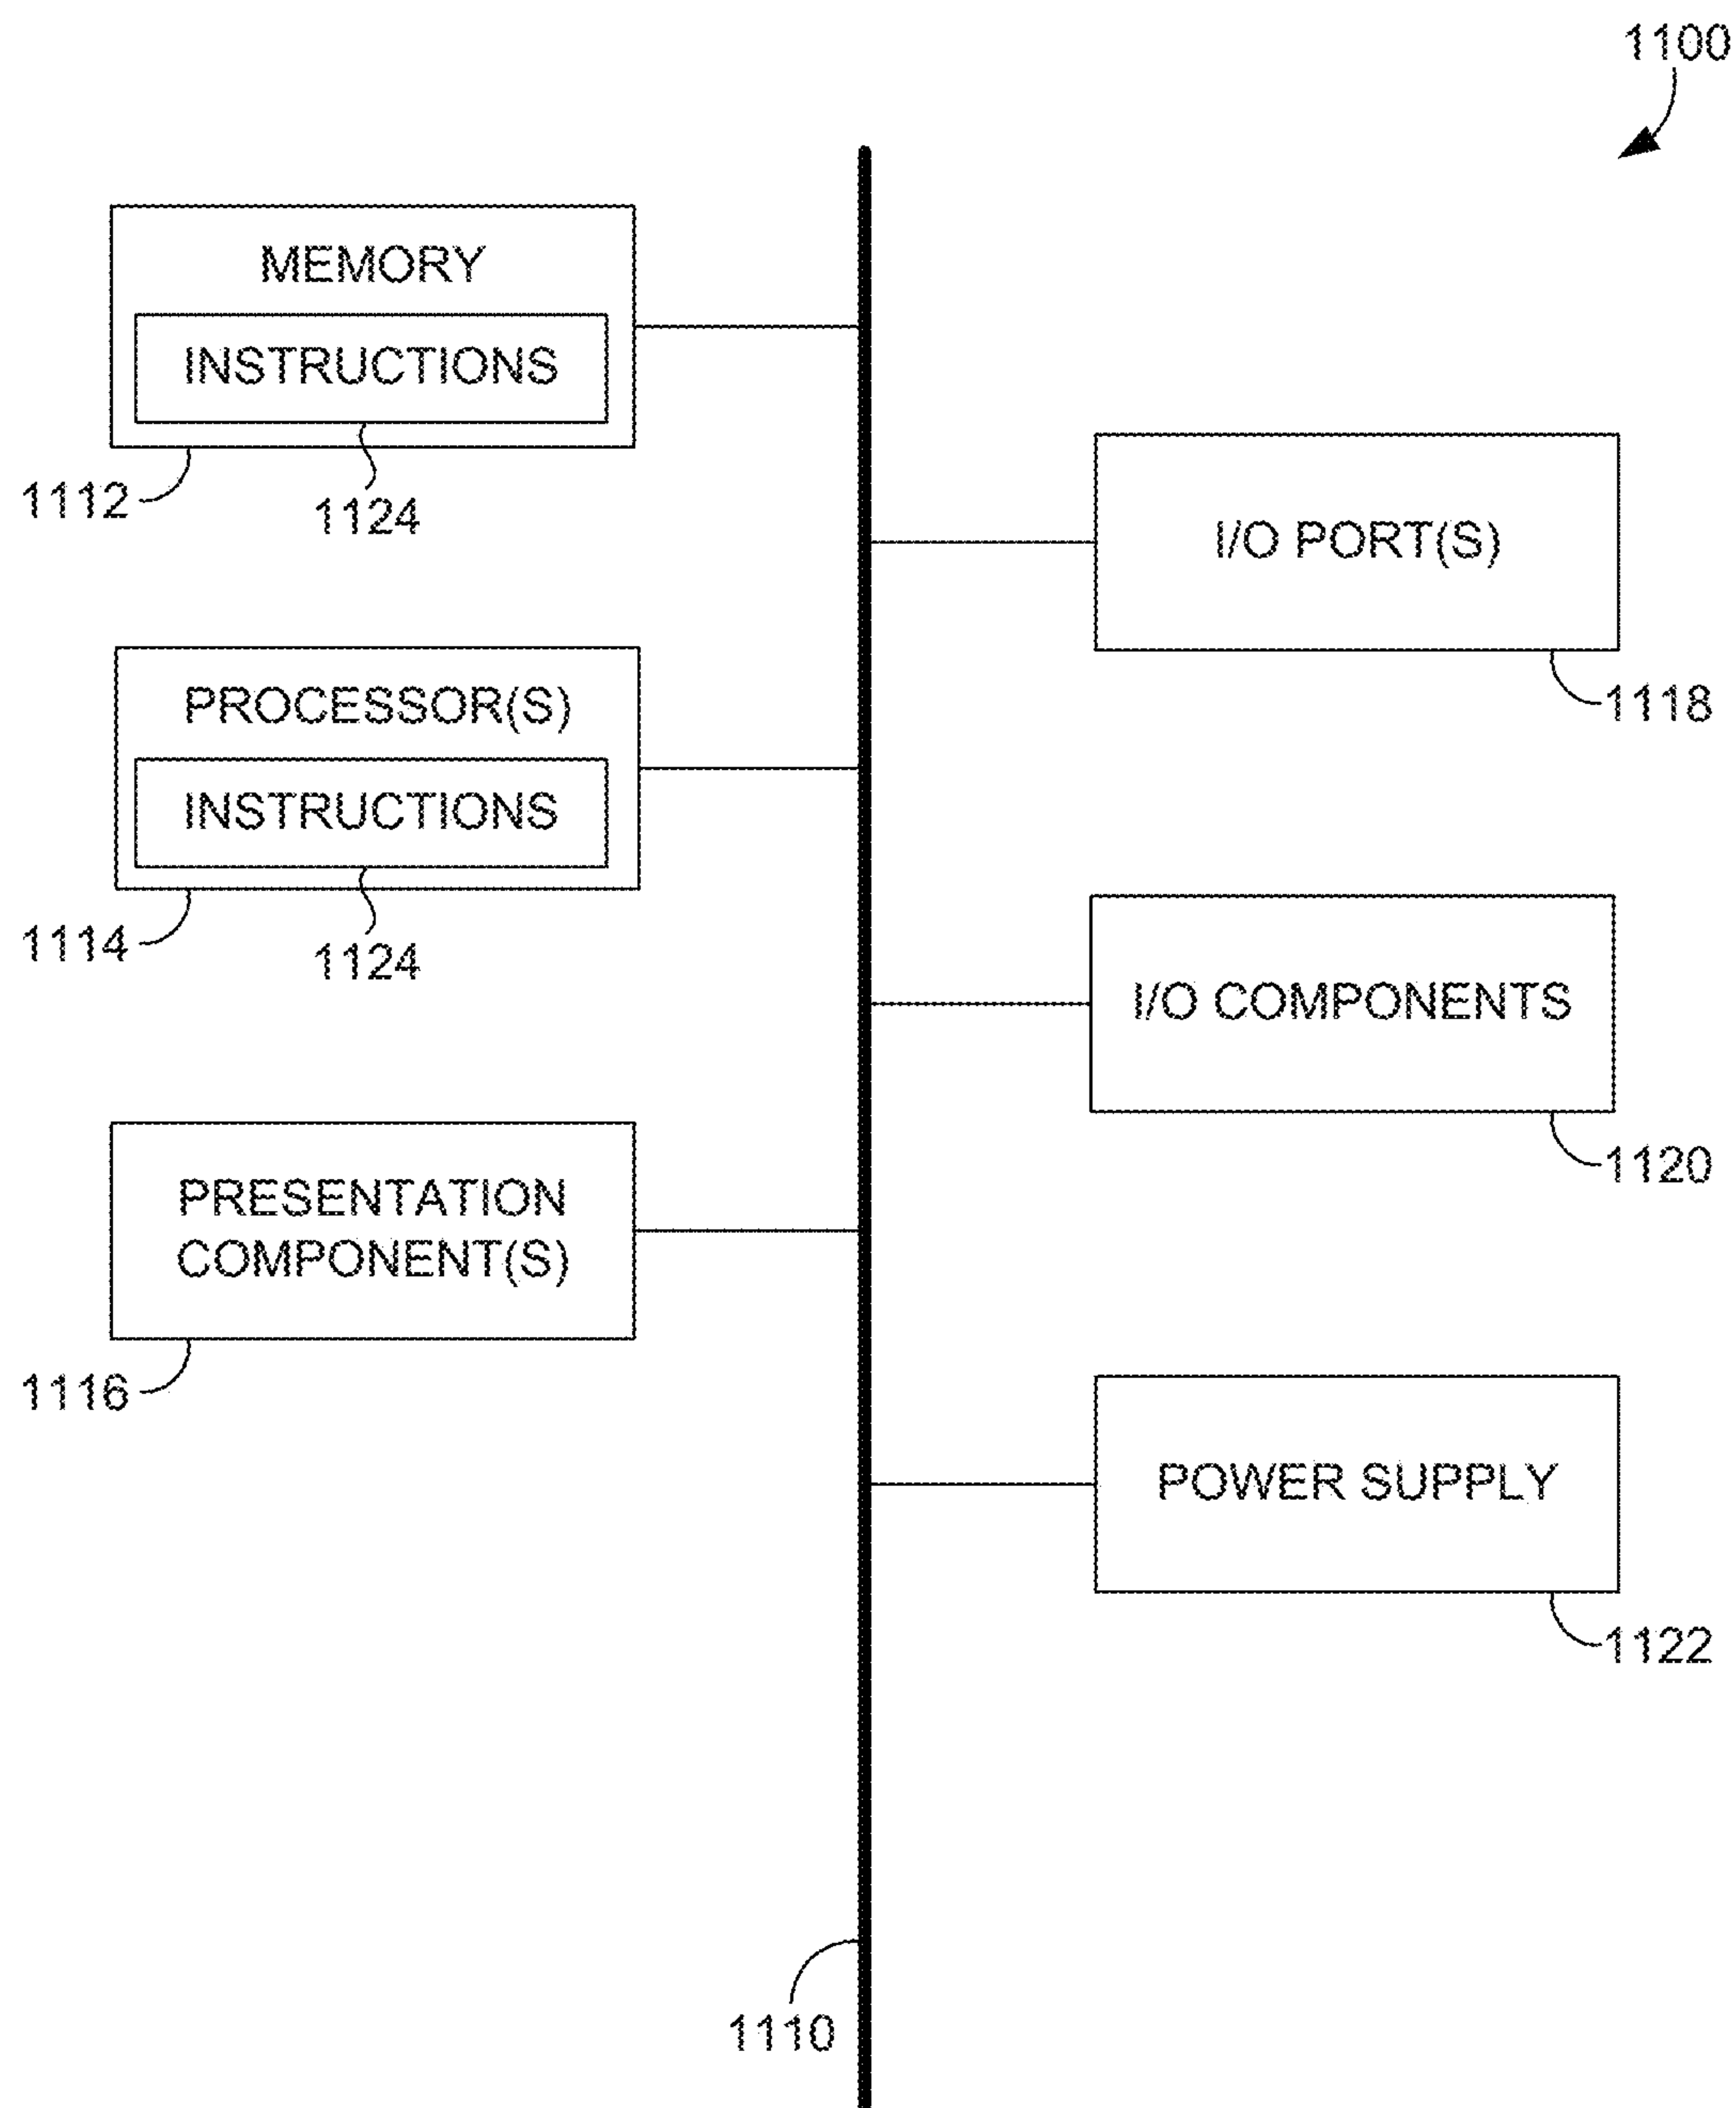 1100
MEMORY
INSTRUCTIONS
1112
1124
PROCESSOR(S)
INSTRUCTIONS
1114
1124
PRESENTATION
COMPONENT(S)
1116
I/O PORT(S)
1118
I/O COMPONENTS
1120
POWER SUPPLY
1122
1110